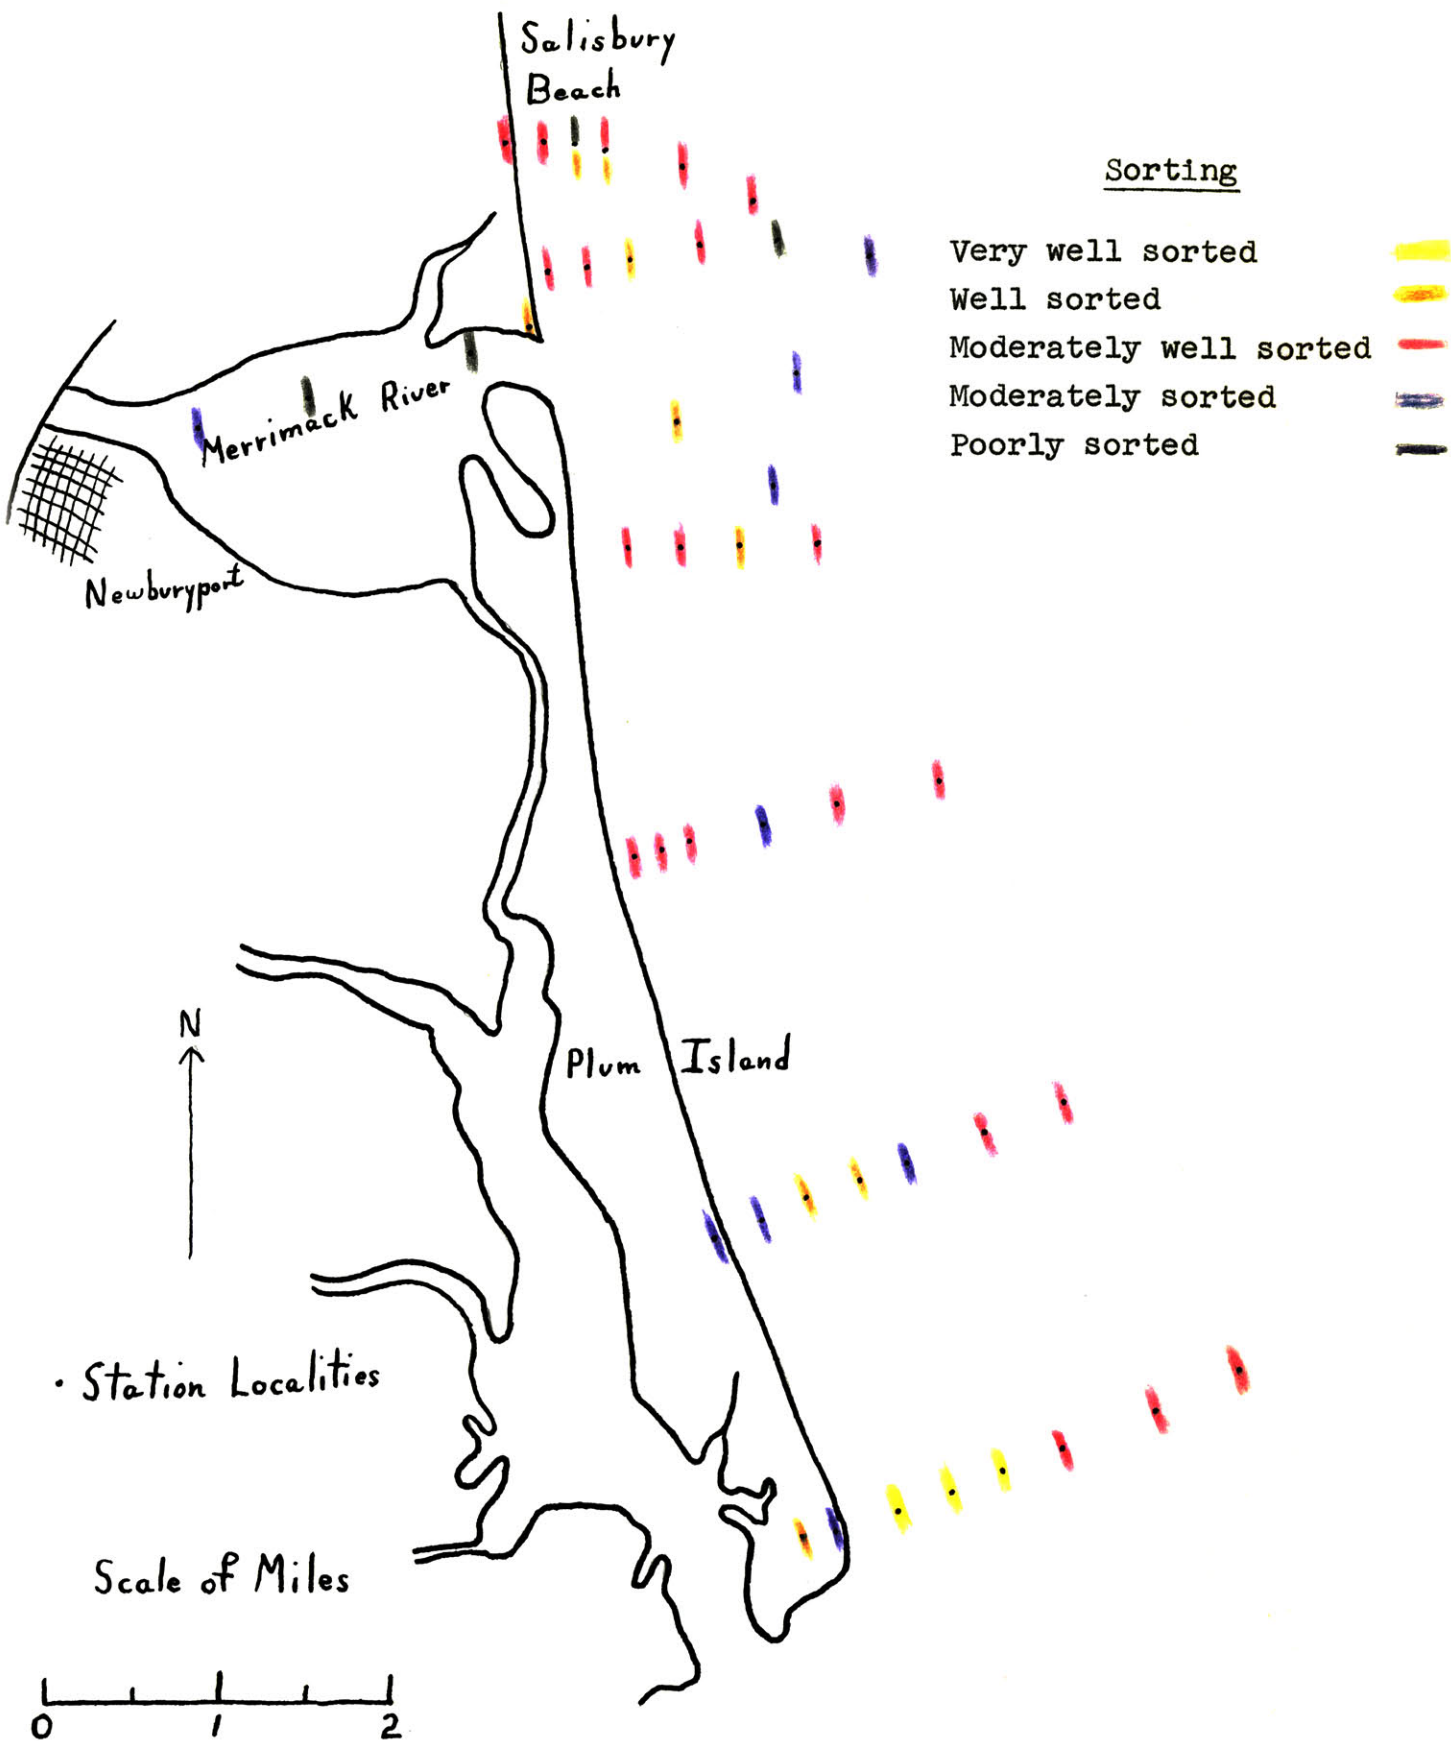 Salisbury
Beach
Sorting
Very well sorted
Well sorted
Moderately well sorted
Moderately sorted
Poorly sorted
Merrimack River
Newburyport
N
Plum Island
· Station Localities
Scale of Miles
0 1 2